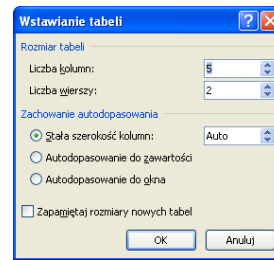 Wstawianie tabeli
Rozmiar tabeli
Liczba kolumn: 5
Liczba wierszy: 2
Zachowanie autodopasowania
Stała szerokość kolumn: Auto
Autodopasowanie do zawartości
Autodopasowanie do okna
Zapamiętaj rozmiary nowych tabel
OK Anuluj